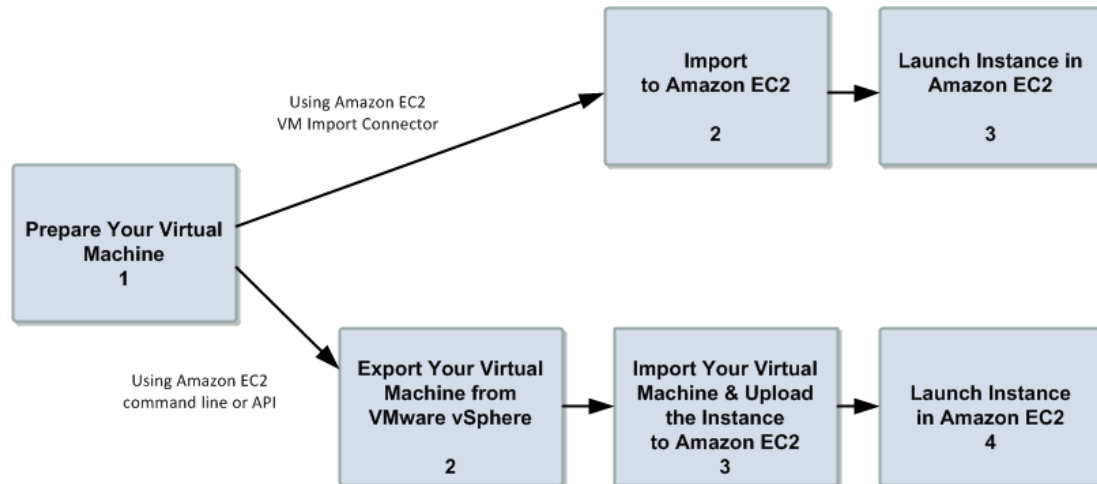 Import
to Amazon EC2
2
Launch Instance in
Amazon EC2
3
Using Amazon EC2
VM Import Connector
Prepare Your Virtual
Machine
1
Using Amazon EC2
command line or API
Export Your Virtual
Machine from
VMware vSphere
2
Import Your Virtual
Machine & Upload
the Instance
to Amazon EC2
3
Launch Instance
in Amazon EC2
4